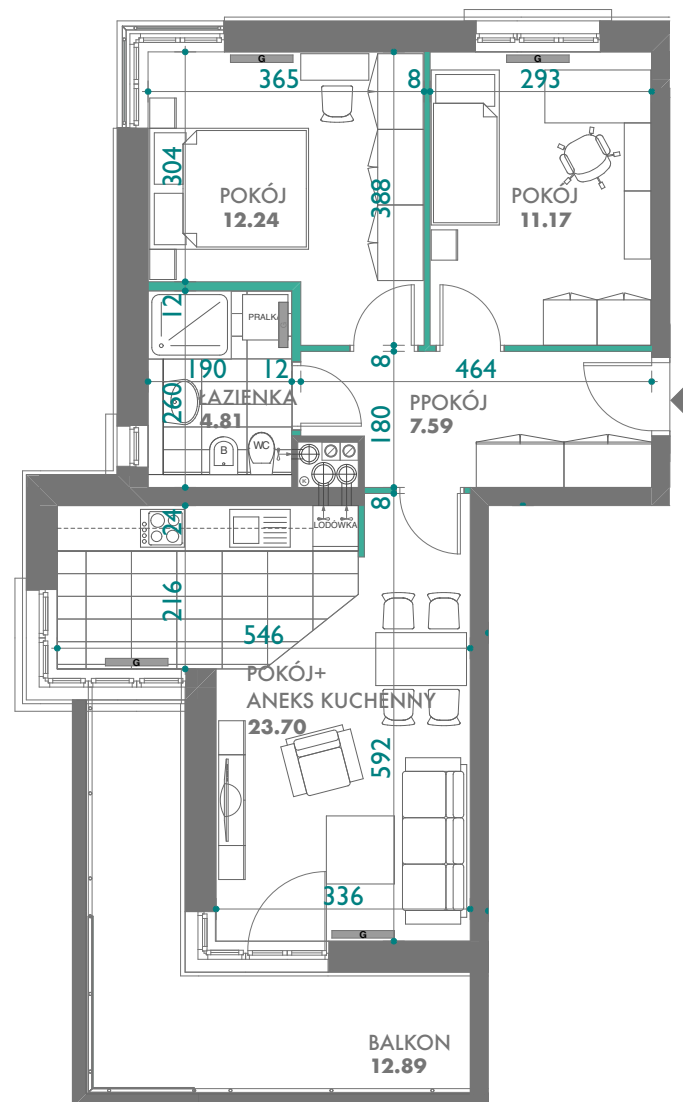 G
G
365
8
293
304
388
POKÓJ
12.24
POKÓJ
11.17
12
PRALKA
8
190
12
464
260
ŁAZIENKA
4.81
180
PPOKÓJ
7.59
B
WC
K
24
LODÓWKA
8
216
546
G
POKÓJ+
ANEKS KUCHENNY
23.70
592
336
G
BALKON
12.89